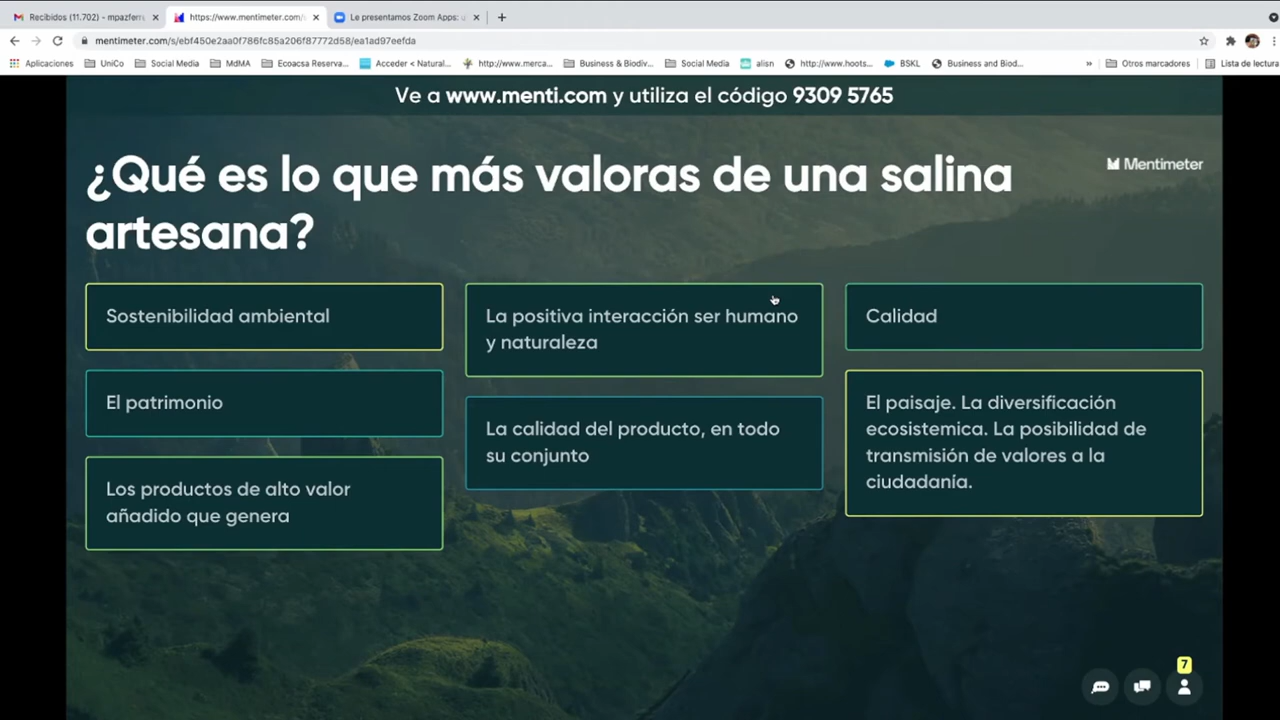 Recibidos (11.702) - mpazferr
https://www.mentimeter.com/
Le presentamos Zoom Apps: u
mentimeter.com/s/ebf450e2aa0f786fc85a206f87772d58/ea1ad97eefda
Aplicaciones
UniCo
Social Media
MdMA
Ecoacsa Reserva...
Acceder < Natural...
http://www.merca...
Business & Biodiv...
Social Media
alisn
http://www.hoots...
BSKL
Business and Biod...
»
Otros marcadores
Lista de lectura
Ve a www.menti.com y utiliza el código 9309 5765
Mentimeter
¿Qué es lo que más valoras de una salina
artesana?
Sostenibilidad ambiental
El patrimonio
Los productos de alto valor
añadido que genera
La positiva interacción ser humano
y naturaleza
La calidad del producto, en todo
su conjunto
Calidad
El paisaje. La diversificación
ecosistemica. La posibilidad de
transmisión de valores a la
ciudadanía.
7